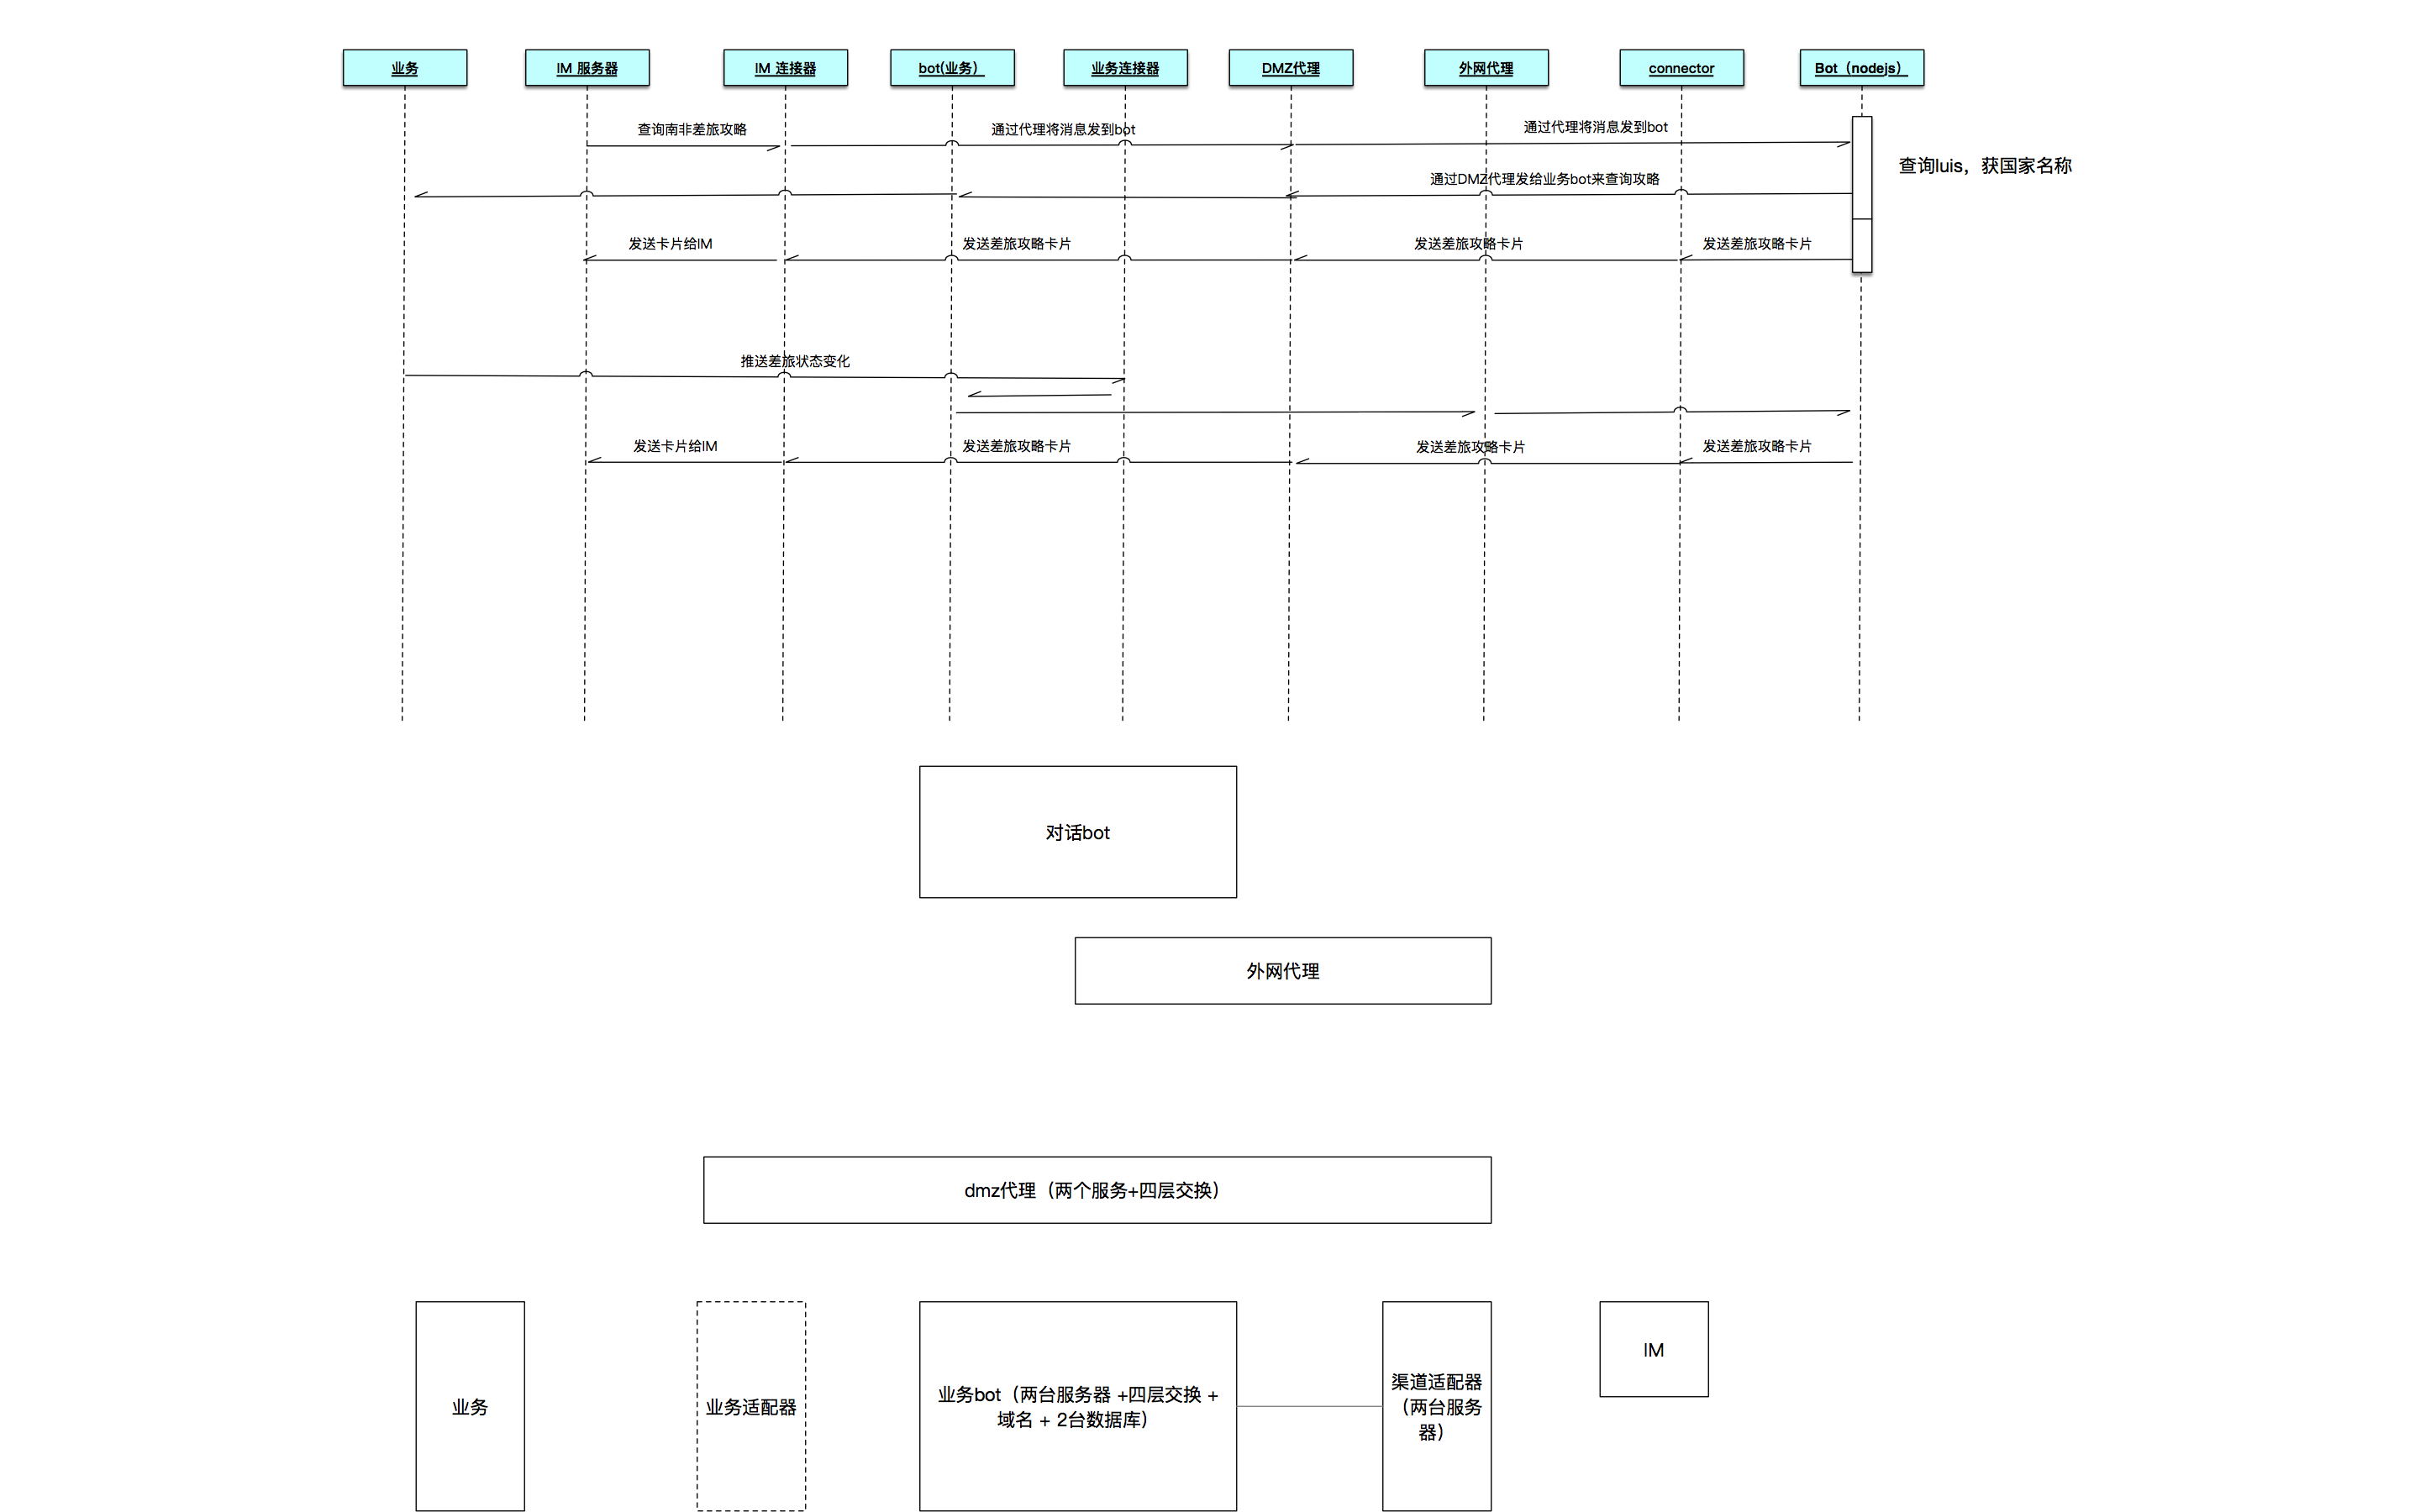 业务
IM 服务器
IM 连接器
bot(业务）
业务连接器
DMZ代理
外网代理
connector
Bot（nodejs）
查询南非差旅攻略
通过代理将消息发到bot
通过代理将消息发到bot
查询luis，获国家名称
通过DMZ代理发给业务bot来查询攻略
发送卡片给IM
发送差旅攻略卡片
发送差旅攻略卡片
发送差旅攻略卡片
推送差旅状态变化
发送卡片给IM
发送差旅攻略卡片
发送差旅攻略卡片
发送差旅攻略卡片
对话bot
外网代理
dmz代理（两个服务+四层交换）
业务
业务适配器
业务bot（两台服务器 +四层交换 +
域名 + 2台数据库）
渠道适配器
（两台服务
器）
IM